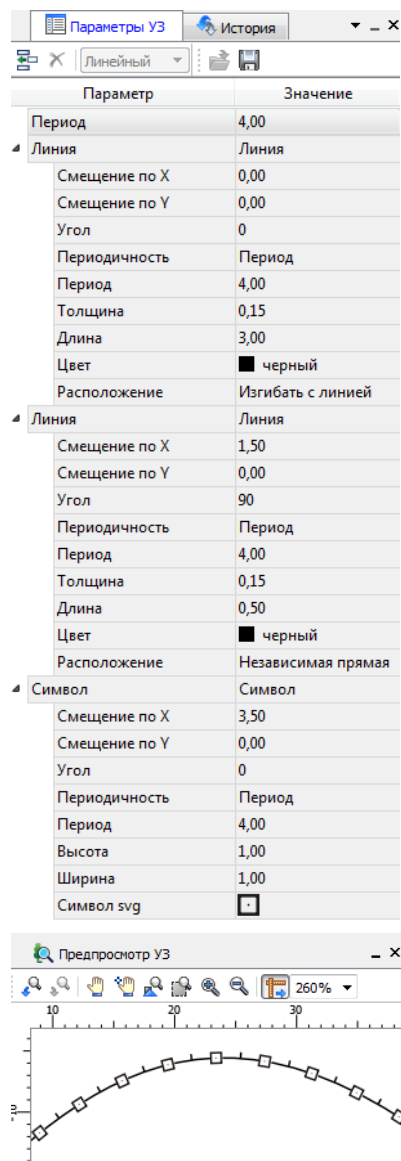 Параметры УЗ История
Линейный
Параметр Значение
Период 4,00
Линия Линия
Смещение по X 0,00
Смещение по Y 0,00
Угол 0
Периодичность Период
Период 4,00
Толщина 0,15
Длина 3,00
Цвет черный
Расположение Изгибать с линией
Линия Линия
Смещение по X 1,50
Смещение по Y 0,00
Угол 90
Периодичность Период
Период 4,00
Толщина 0,15
Длина 0,50
Цвет черный
Расположение Независимая прямая
Символ Символ
Смещение по X 3,50
Смещение по Y 0,00
Угол 0
Периодичность Период
Период 4,00
Высота 1,00
Ширина 1,00
Символ svg
Предпросмотр УЗ
260%
10 20 30
-10